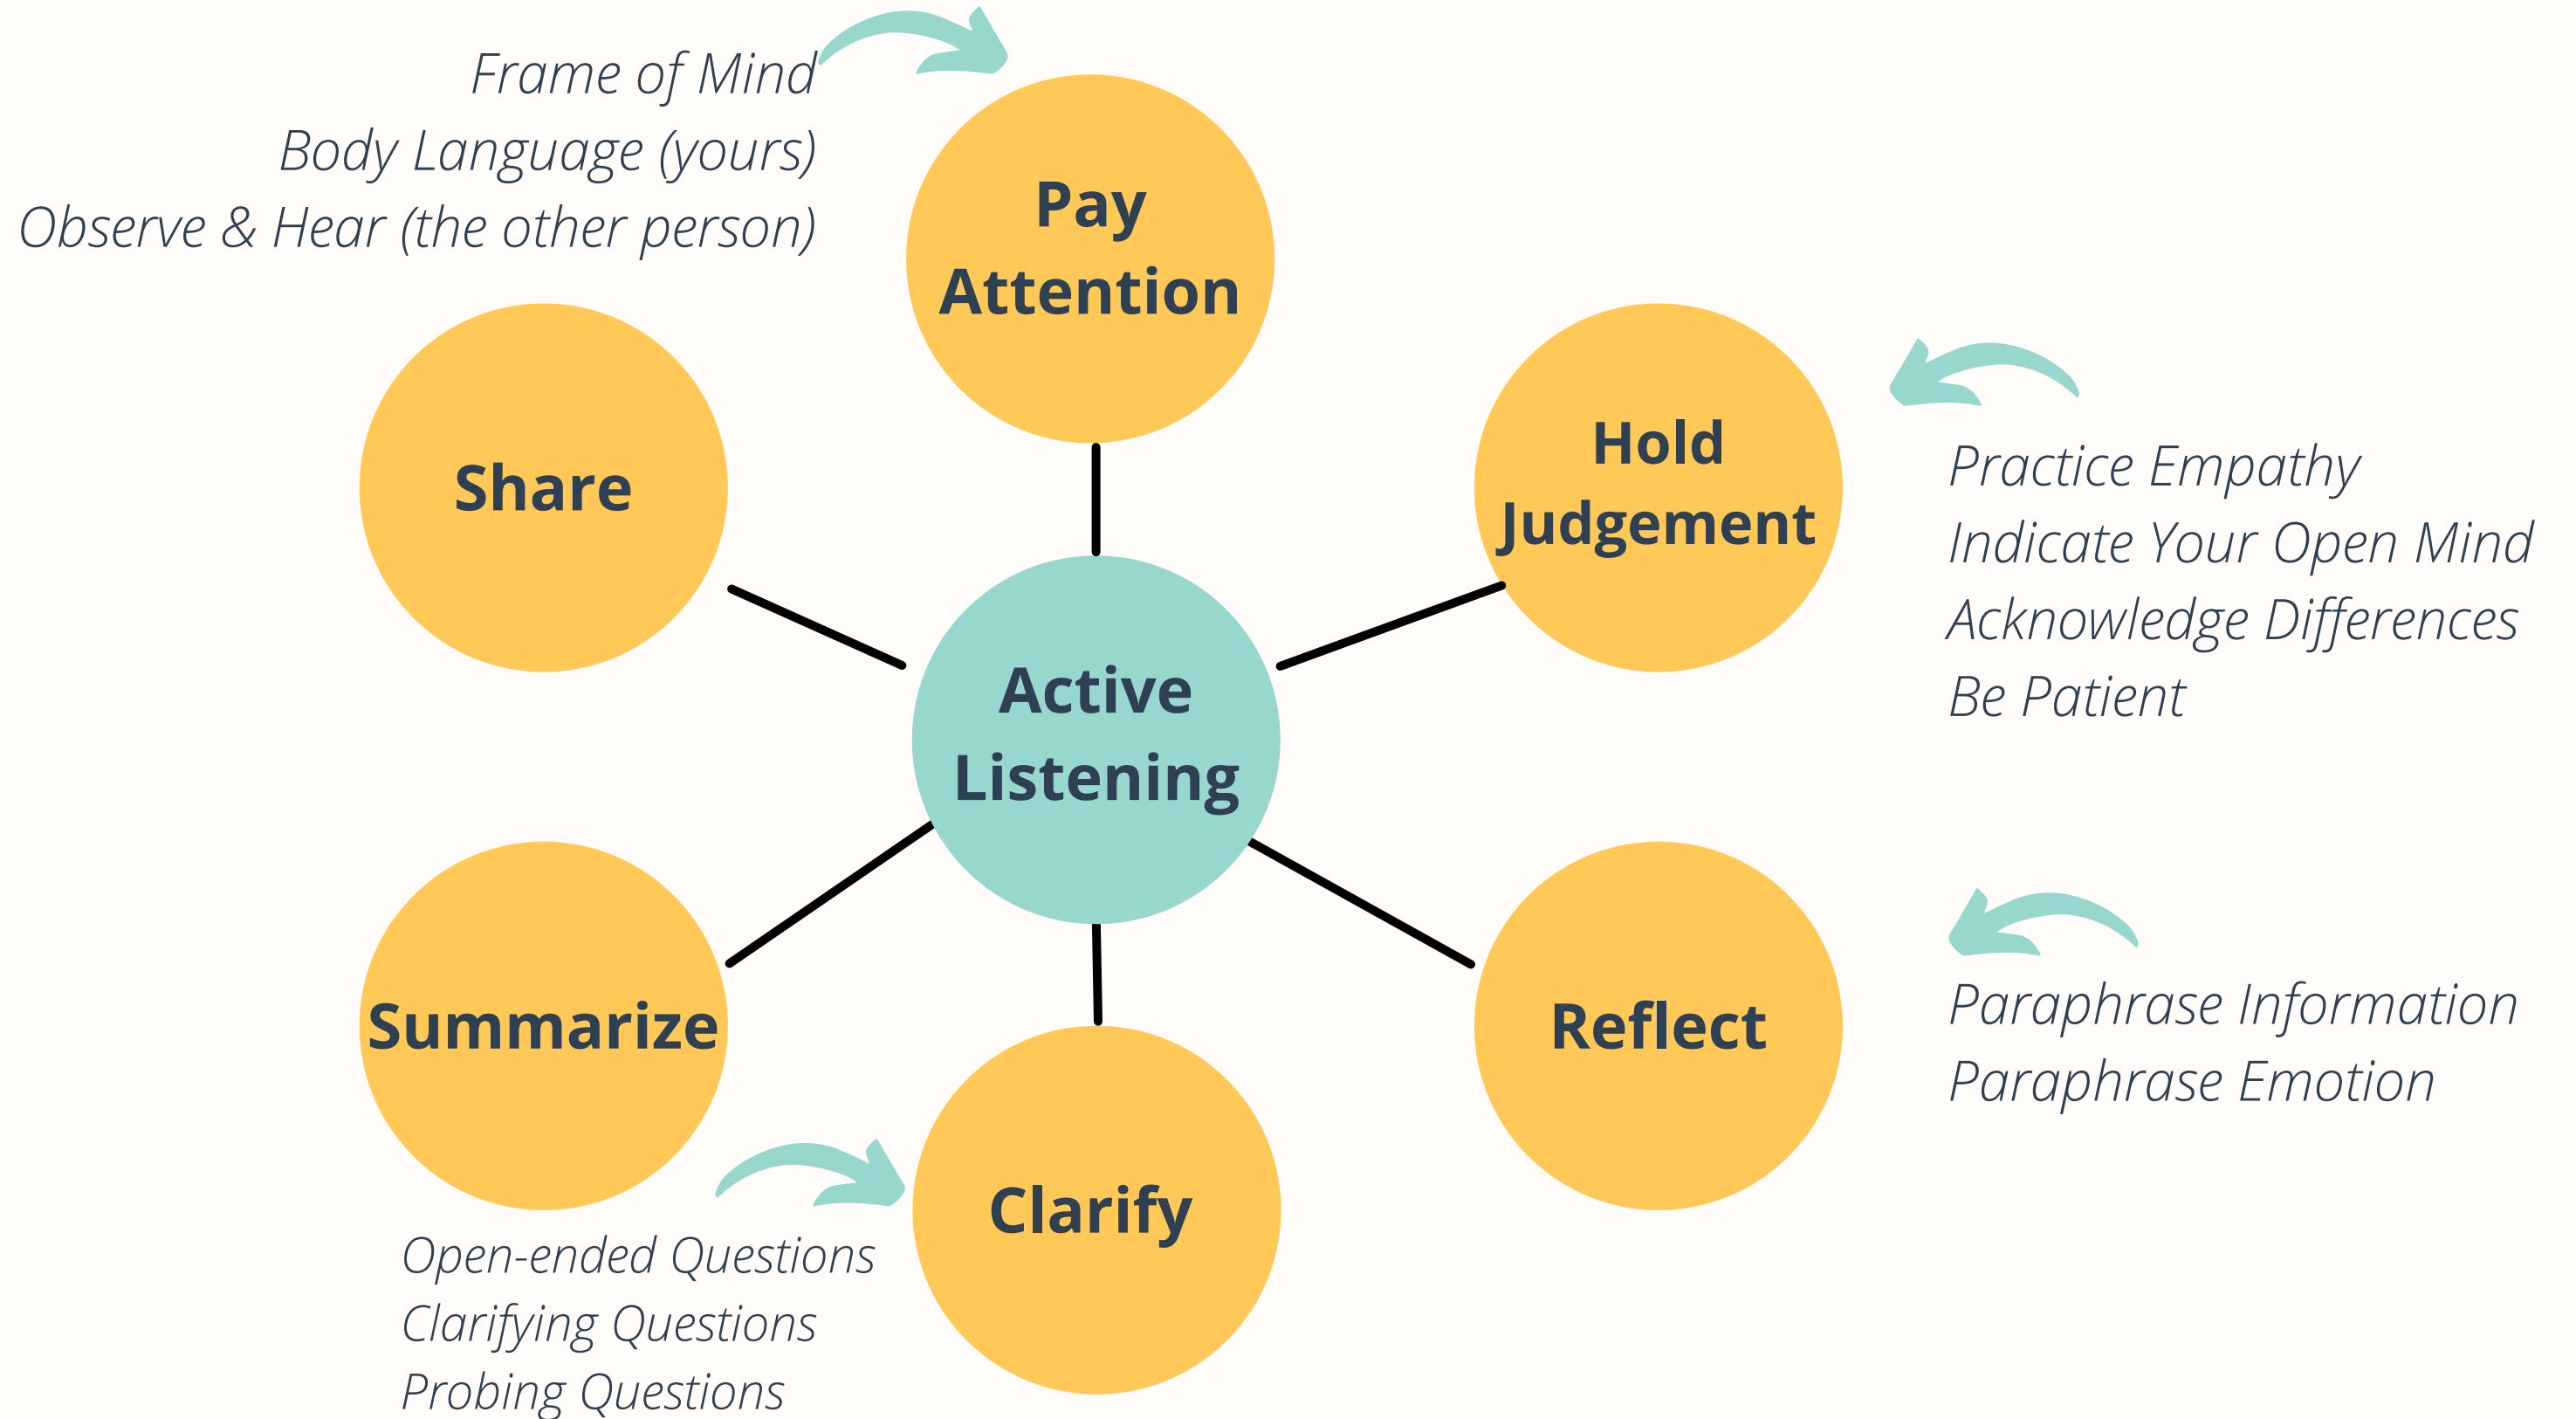 Frame of Mind
Body Language (yours)
Observe & Hear (the other person)
Pay
Attention
Share
Hold
Judgement
Practice Empathy
Indicate Your Open Mind
Acknowledge Differences
Be Patient
Active
Listening
Summarize
Reflect
Paraphrase Information
Paraphrase Emotion
Clarify
Open-ended Questions
Clarifying Questions
Probing Questions